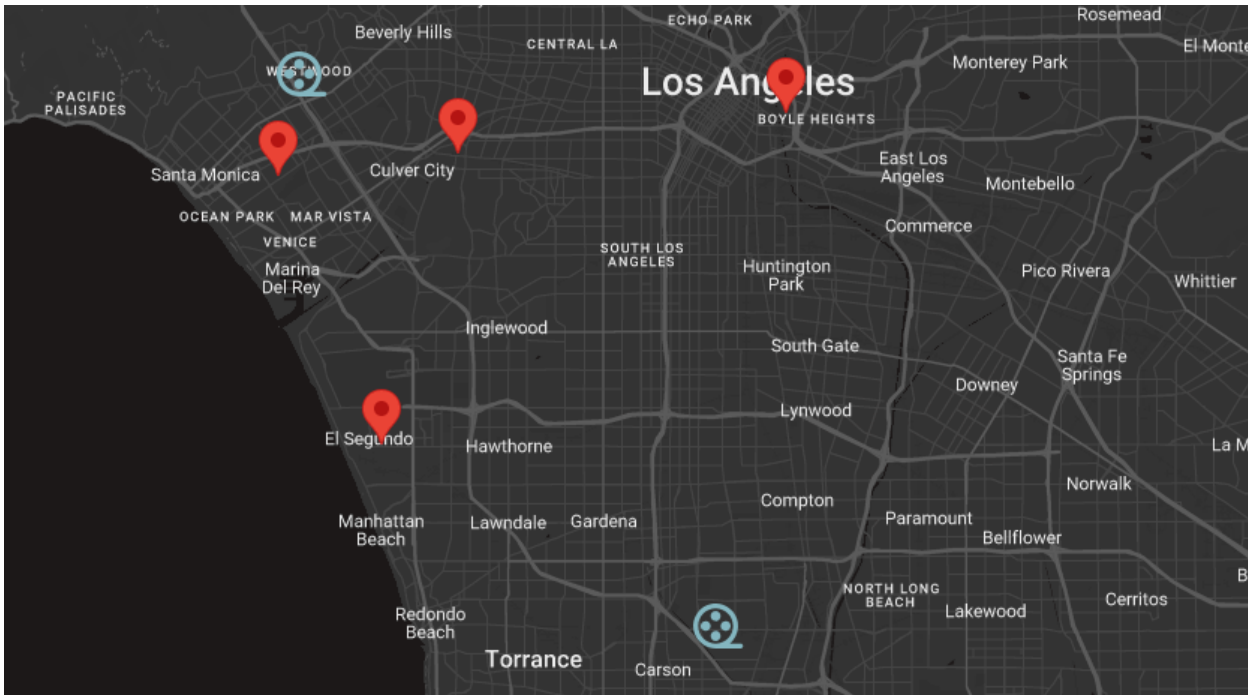 Rosemead
ECHO PARK
Beverly Hills
CENTRAL LA
El Monte
Monterey Park
WESTWOOD
Los Angeles
PACIFIC
PALISADES
BOYLE HEIGHTS
East Los
Angeles
Santa Monica
Culver City
Montebello
OCEAN PARK
MAR VISTA
Commerce
VENICE
SOUTH LOS
ANGELES
Marina
Del Rey
Huntington
Park
Pico Rivera
Whittier
Inglewood
South Gate
Santa Fe
Springs
Downey
Lynwood
El Segundo
Hawthorne
La M
Norwalk
Compton
Manhattan
Beach
Lawndale
Gardena
Paramount
Bellflower
B
NORTH LONG
BEACH
Lakewood
Cerritos
Redondo
Beach
Torrance
Carson